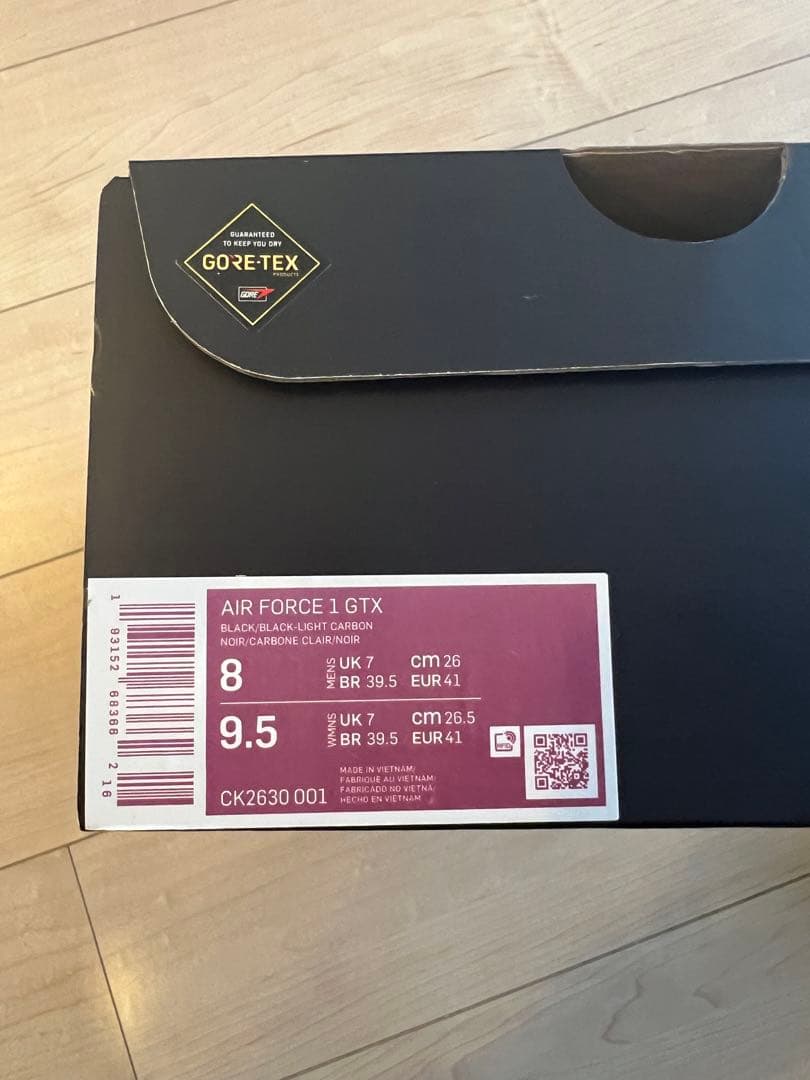 GUARANTEED
TO KEEP YOU DRY
GORE-TEX
PRODUCTS
GORE
AIR FORCE 1 GTX
BLACK/BLACK-LIGHT CARBON
NOIR/CARBONE CLAIR/NOIR
8 MENS UK 7 cm 26
BR 39.5 EUR 41
9.5 WMNS UK 7 cm 26.5
BR 39.5 EUR 41
MADE IN VIETNAM/
FABRIQUÉ AU VIETNAM/
FABRICADO NO VIETNÃ/
HECHO EN VIETNAM
CK2630 001
RFID
1 93152 68366 2 16